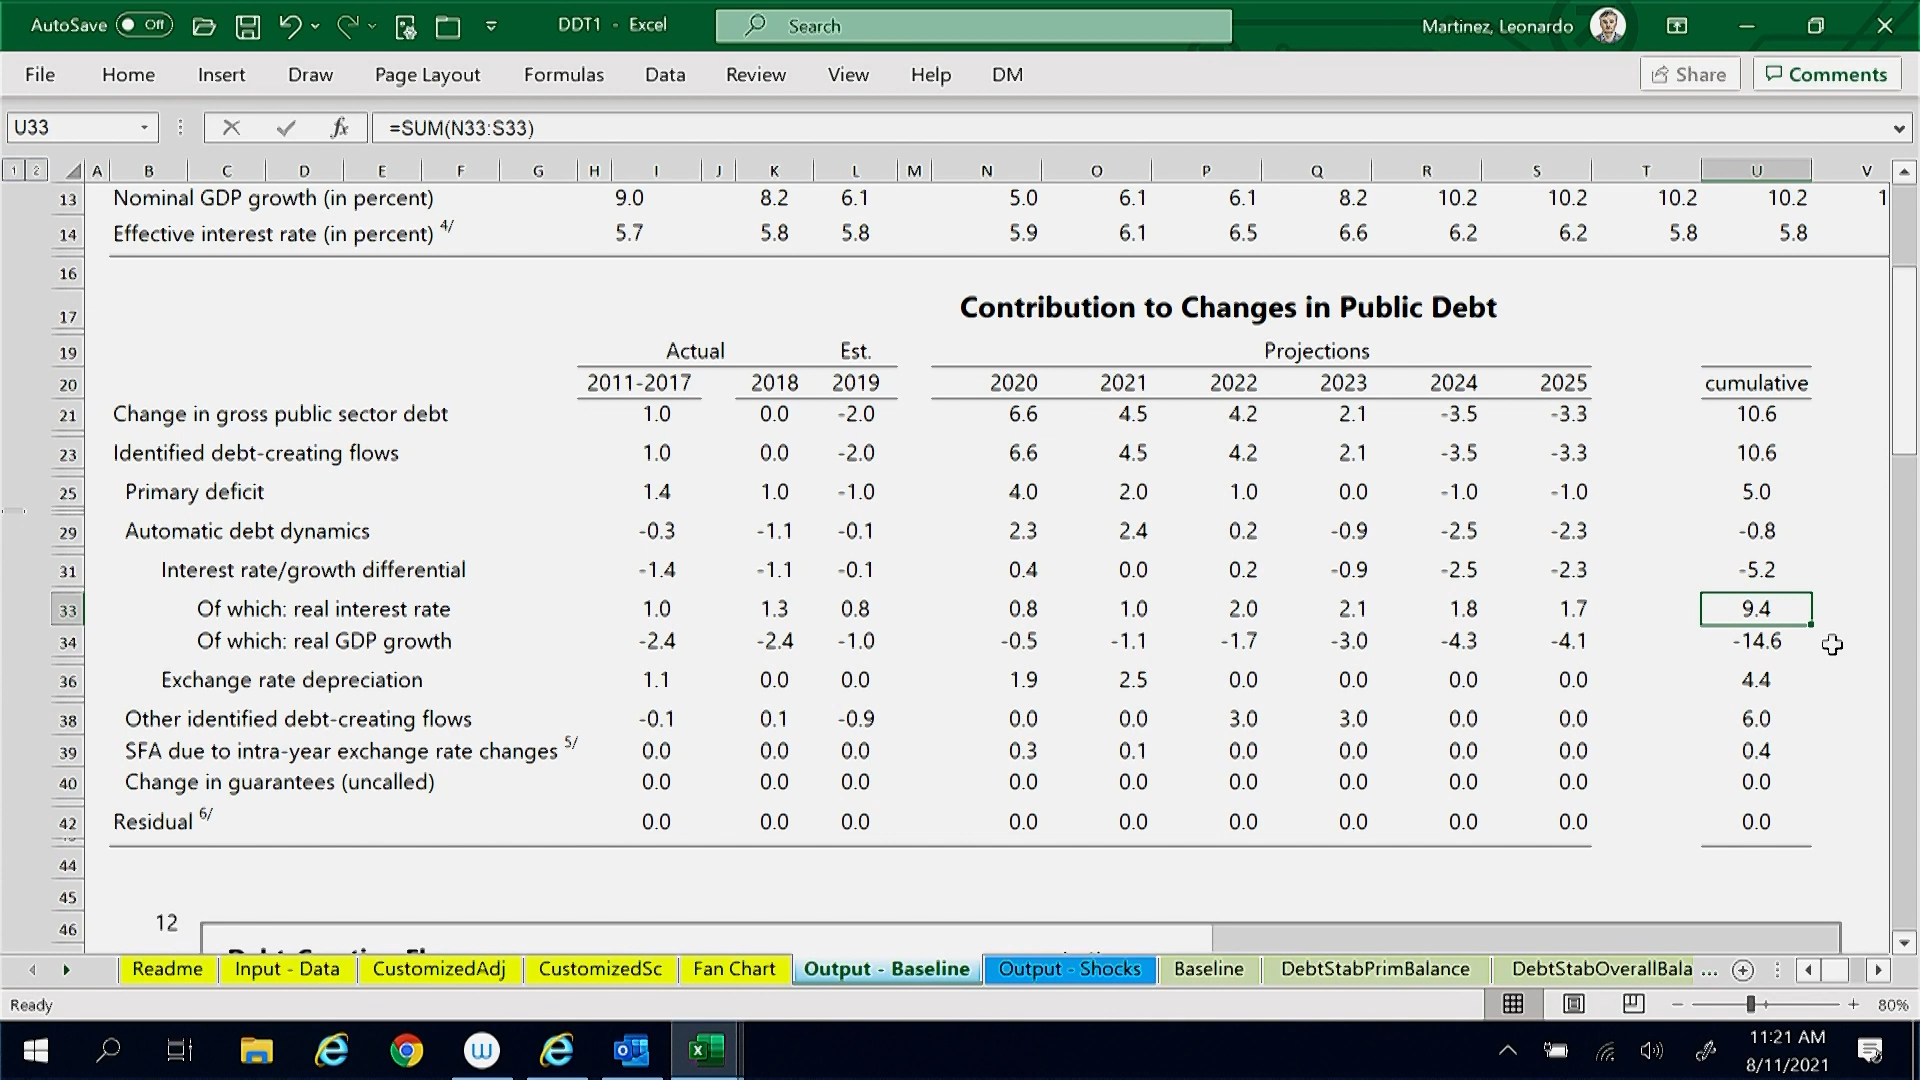 AutoSave Off DDT1 - Excel Search Martinez, Leonardo
File Home Insert Draw Page Layout Formulas Data Review View Help DM Share Comments
U33 fx =SUM(N33:S33)
1 2 A B C D E F G H I J K L M N O P Q R S T U V
13 Nominal GDP growth (in percent) 9.0 8.2 6.1 5.0 6.1 6.1 8.2 10.2 10.2 10.2 10.2 1
14 Effective interest rate (in percent) 4/ 5.7 5.8 5.8 5.9 6.1 6.5 6.6 6.2 6.2 5.8 5.8
16
17 Contribution to Changes in Public Debt
19 Actual Est. Projections
20 2011-2017 2018 2019 2020 2021 2022 2023 2024 2025 cumulative
21 Change in gross public sector debt 1.0 0.0 -2.0 6.6 4.5 4.2 2.1 -3.5 -3.3 10.6
23 Identified debt-creating flows 1.0 0.0 -2.0 6.6 4.5 4.2 2.1 -3.5 -3.3 10.6
25 Primary deficit 1.4 1.0 -1.0 4.0 2.0 1.0 0.0 -1.0 -1.0 5.0
29 Automatic debt dynamics -0.3 -1.1 -0.1 2.3 2.4 0.2 -0.9 -2.5 -2.3 -0.8
31 Interest rate/growth differential -1.4 -1.1 -0.1 0.4 0.0 0.2 -0.9 -2.5 -2.3 -5.2
33 Of which: real interest rate 1.0 1.3 0.8 0.8 1.0 2.0 2.1 1.8 1.7 9.4
34 Of which: real GDP growth -2.4 -2.4 -1.0 -0.5 -1.1 -1.7 -3.0 -4.3 -4.1 -14.6
36 Exchange rate depreciation 1.1 0.0 0.0 1.9 2.5 0.0 0.0 0.0 0.0 4.4
38 Other identified debt-creating flows -0.1 0.1 -0.9 0.0 0.0 3.0 3.0 0.0 0.0 6.0
39 SFA due to intra-year exchange rate changes 5/ 0.0 0.0 0.0 0.3 0.1 0.0 0.0 0.0 0.0 0.4
40 Change in guarantees (uncalled) 0.0 0.0 0.0 0.0 0.0 0.0 0.0 0.0 0.0 0.0
42 Residual 6/ 0.0 0.0 0.0 0.0 0.0 0.0 0.0 0.0 0.0 0.0
44
45
46 12
Readme Input - Data CustomizedAdj CustomizedSc Fan Chart Output - Baseline Output - Shocks Baseline DebtStabPrimBalance DebtStabOverallBala ...
Ready 80%
11:21 AM
8/11/2021